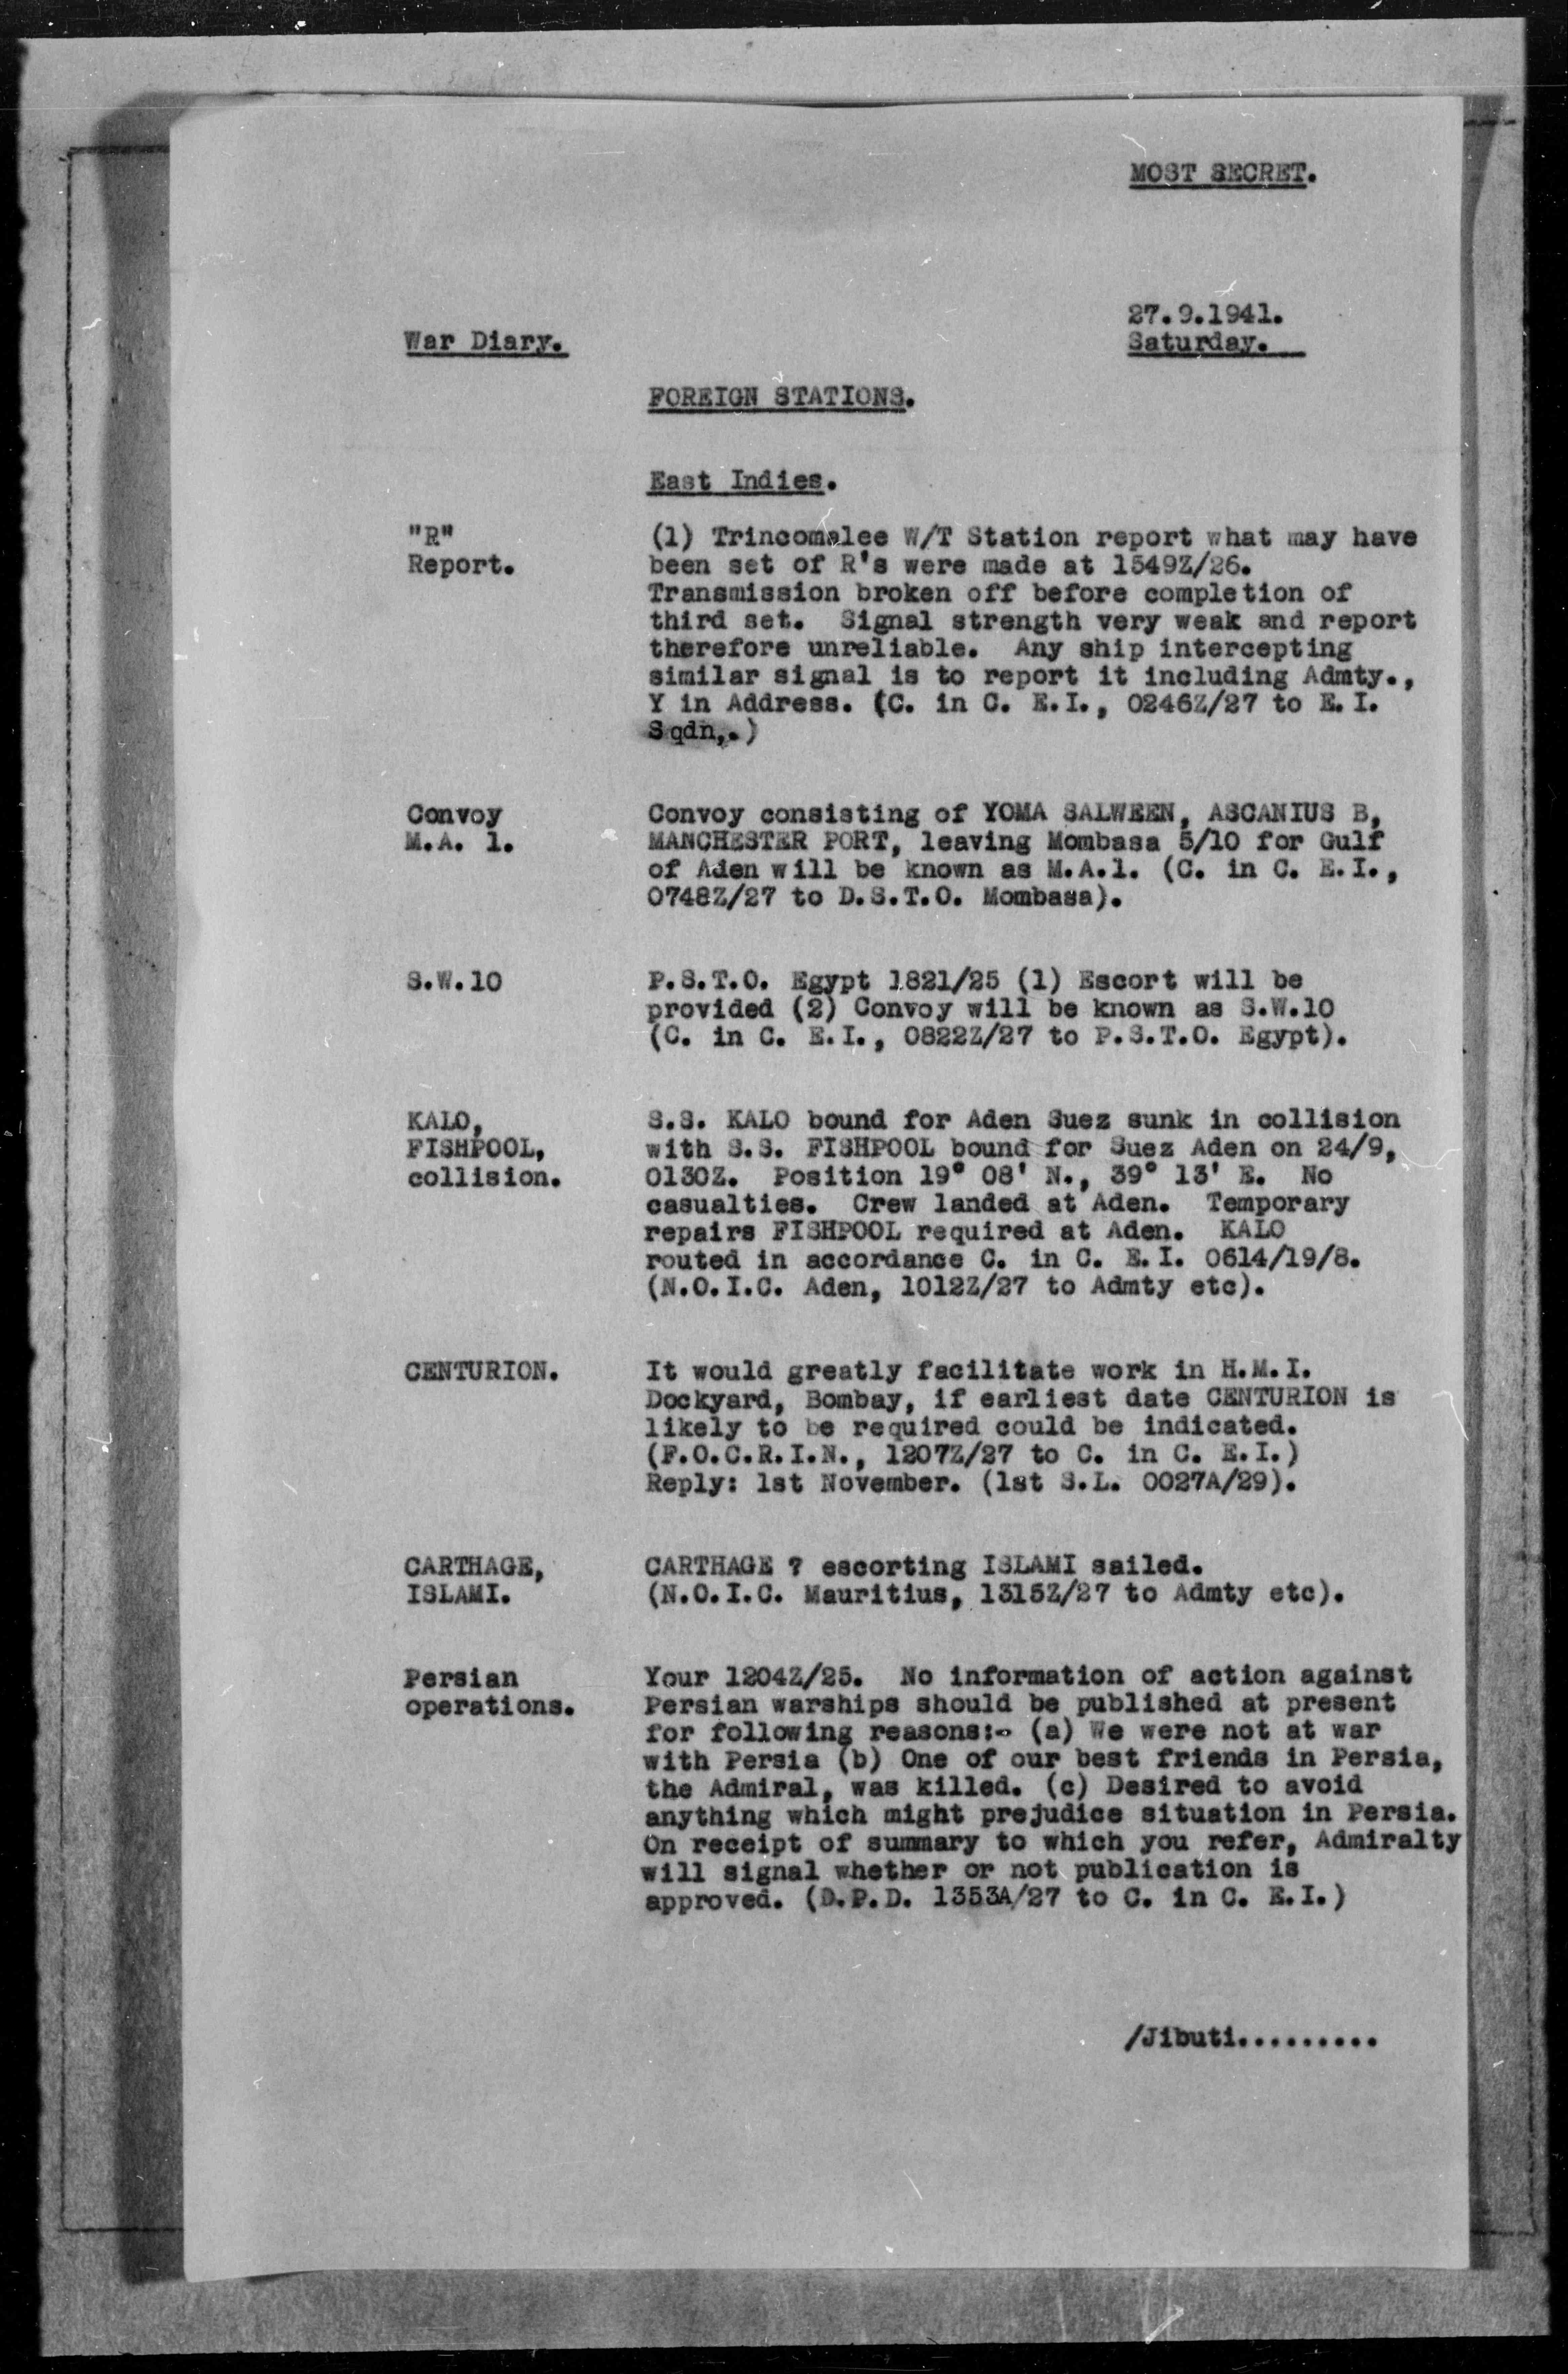 MOST SECRET.
27.9.1941.
War Diary.
Saturday.
FOREIGN STATIONS.
East Indies.
"R"
Report.
(1) Trincomalee W/T Station report what may have
been set of R's were made at 1549Z/26.
Transmission broken off before completion of
third set. Signal strength very weak and report
therefore unreliable. Any ship intercepting
similar signal is to report it including Admty.,
Y in Address. (C. in C. E.I., 0246Z/27 to E.I.
Sqdn,.)
Convoy
M.A. 1.
Convoy consisting of YOMA SALWEEN, ASCANIUS B,
MANCHESTER PORT, leaving Mombasa 5/10 for Gulf
of Aden will be known as M.A.1. (C. in C. E.I.,
0748Z/27 to D.S.T.O. Mombasa).
S.W.10
P.S.T.O. Egypt 1821/25 (1) Escort will be
provided (2) Convoy will be known as S.W.10
(C. in C. E.I., 0822Z/27 to P.S.T.O. Egypt).
KALO,
FISHPOOL,
collision.
S.S. KALO bound for Aden Suez sunk in collision
with S.S. FISHPOOL bound for Suez Aden on 24/9,
0130Z. Position 19° 08' N., 39° 13' E. No
casualties. Crew landed at Aden. Temporary
repairs FISHPOOL required at Aden. KALO
routed in accordance C. in C. E.I. 0614/19/8.
(N.O.I.C. Aden, 1012Z/27 to Admty etc).
CENTURION.
It would greatly facilitate work in H.M.I.
Dockyard, Bombay, if earliest date CENTURION is
likely to be required could be indicated.
(F.O.C.R.I.N., 1207Z/27 to C. in C. E.I.)
Reply: 1st November. (1st S.L. 0027A/29).
CARTHAGE,
ISLAMI.
CARTHAGE ? escorting ISLAMI sailed.
(N.O.I.C. Mauritius, 1315Z/27 to Admty etc).
Persian
operations.
Your 1204Z/25. No information of action against
Persian warships should be published at present
for following reasons:- (a) We were not at war
with Persia (b) One of our best friends in Persia,
the Admiral, was killed. (c) Desired to avoid
anything which might prejudice situation in Persia.
On receipt of summary to which you refer, Admiralty
will signal whether or not publication is
approved. (D.P.D. 1353A/27 to C. in C. E.I.)
/Jibuti.........